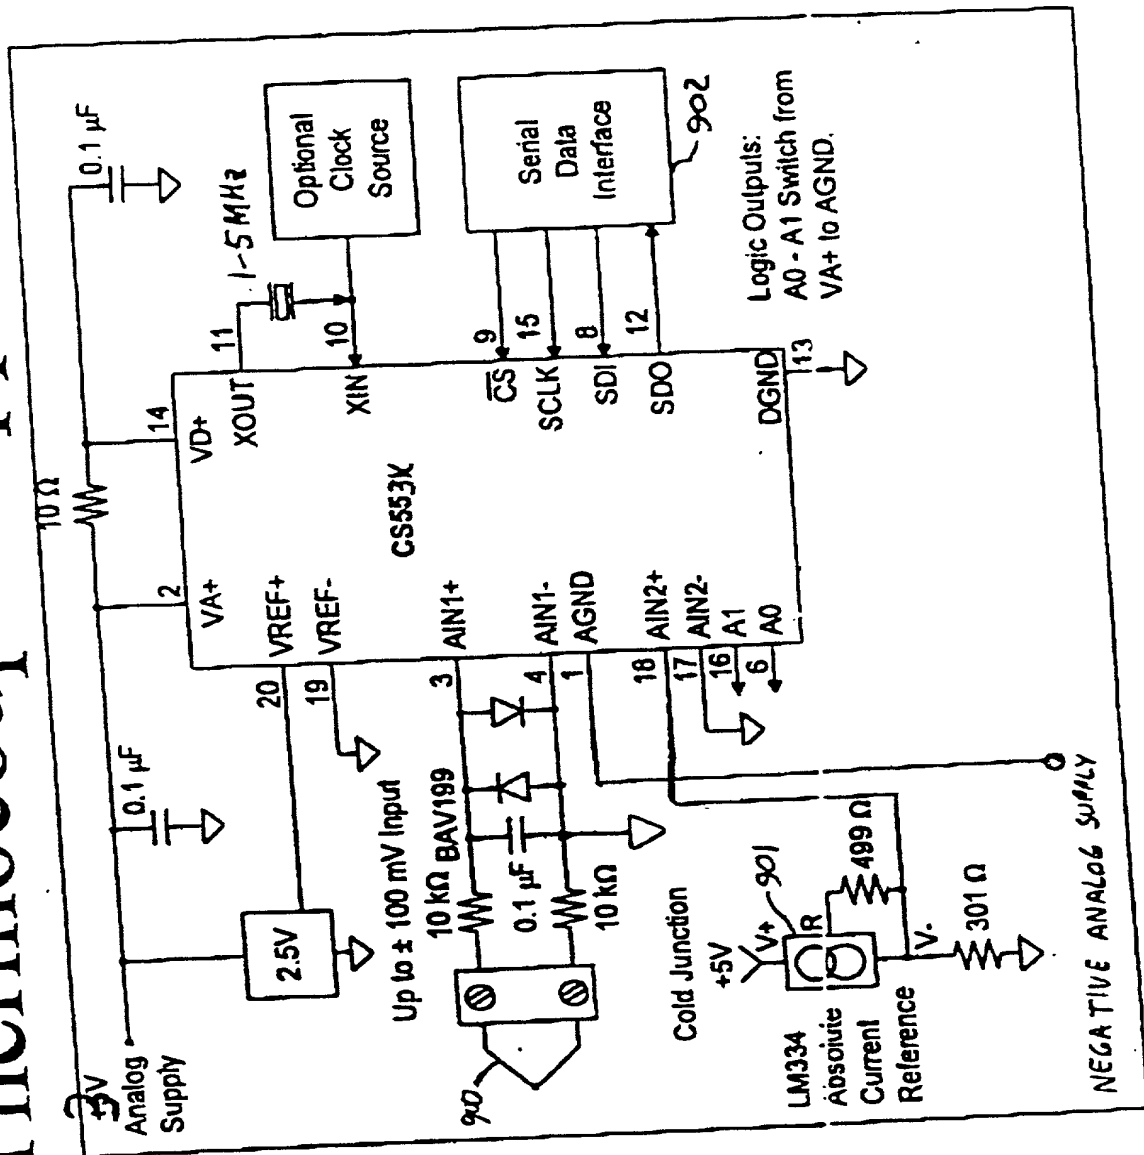 10 Ω
0.1 µF
0.1 µF
3V
Analog
Supply
2.5V
2
14
VA+
VD+
XOUT
11
1-5 MHz
Optional
Clock
Source
XIN
10
VREF+
20
VREF-
19
CS553X
Up to ± 100 mV Input
10 kΩ
BAV199
0.1 µF
10 kΩ
900
AIN1+
3
AIN1-
4
AGND
1
AIN2+
18
AIN2-
17
A1
16
A0
6
CS
9
SCLK
15
SDI
8
SDO
12
Serial
Data
Interface
902
DGND
13
Logic Outputs:
A0 - A1 Switch from
VA+ to AGND.
Cold Junction
+5V
V+
901
R
499 Ω
V-
301 Ω
LM334
Absolute
Current
Reference
NEGATIVE ANALOG SUPPLY